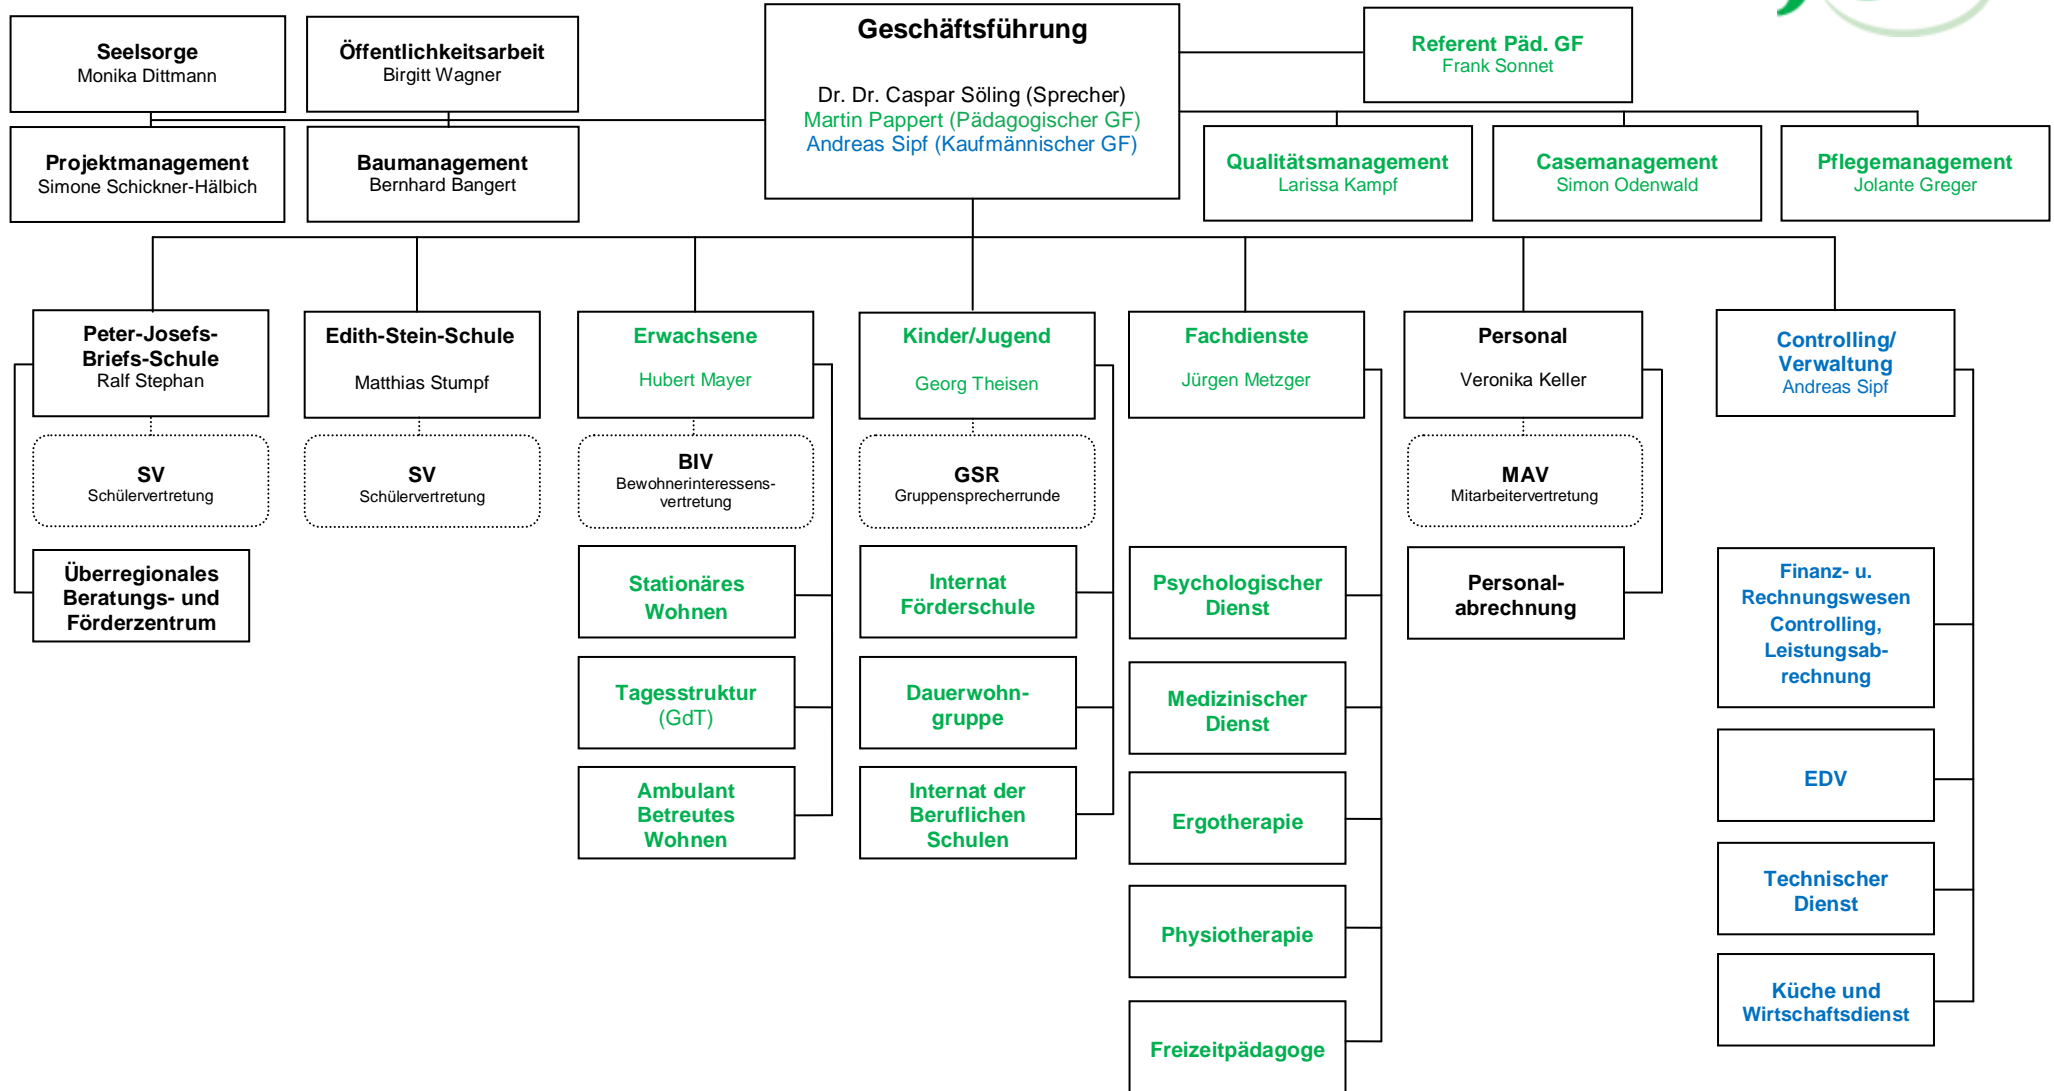 Seelsorge
Monika Dittmann
Öffentlichkeitsarbeit
Birgitt Wagner
Geschäftsführung
Dr. Dr. Caspar Söling (Sprecher)
Martin Pappert (Pädagogischer GF)
Andreas Sipf (Kaufmännischer GF)
Referent Päd. GF
Frank Sonnet
Projektmanagement
Simone Schickner-Hälbich
Baumanagement
Bernhard Bangert
Qualitätsmanagement
Larissa Kampf
Casemanagement
Simon Odenwald
Pflegemanagement
Jolante Greger
Peter-Josefs-
Briefs-Schule
Ralf Stephan
Edith-Stein-Schule
Matthias Stumpf
Erwachsene
Hubert Mayer
Kinder/Jugend
Georg Theisen
Fachdienste
Jürgen Metzger
Personal
Veronika Keller
Controlling/
Verwaltung
Andreas Sipf
SV
Schülervertretung
SV
Schülervertretung
BIV
Bewohnerinteressens-
vertretung
GSR
Gruppensprecherrunde
MAV
Mitarbeitervertretung
Überregionales
Beratungs- und
Förderzentrum
Stationäres
Wohnen
Internat
Förderschule
Psychologischer
Dienst
Personal-
abrechnung
Finanz- u.
Rechnungswesen
Controlling,
Leistungsab-
rechnung
Tagesstruktur
(GdT)
Dauerwohn-
gruppe
Medizinischer
Dienst
EDV
Ambulant
Betreutes
Wohnen
Internat der
Beruflichen
Schulen
Ergotherapie
Technischer
Dienst
Physiotherapie
Küche und
Wirtschaftsdienst
Freizeitpädagoge